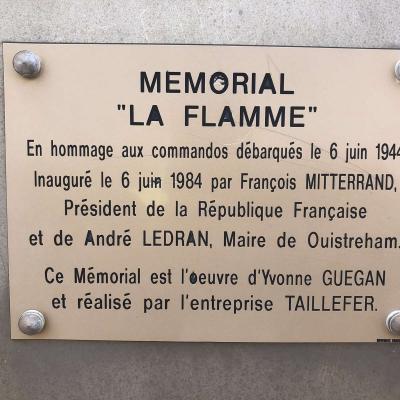 MEMORIAL
"LA FLAMME"
En hommage aux commandos débarqués le 6 juin 1944
Inauguré le 6 juin 1984 par François MITTERRAND,
Président de la République Française
et de André LEDRAN, Maire de Ouistreham.
Ce Mémorial est l'oeuvre d'Yvonne GUEGAN
et réalisé par l'entreprise TAILLEFER.